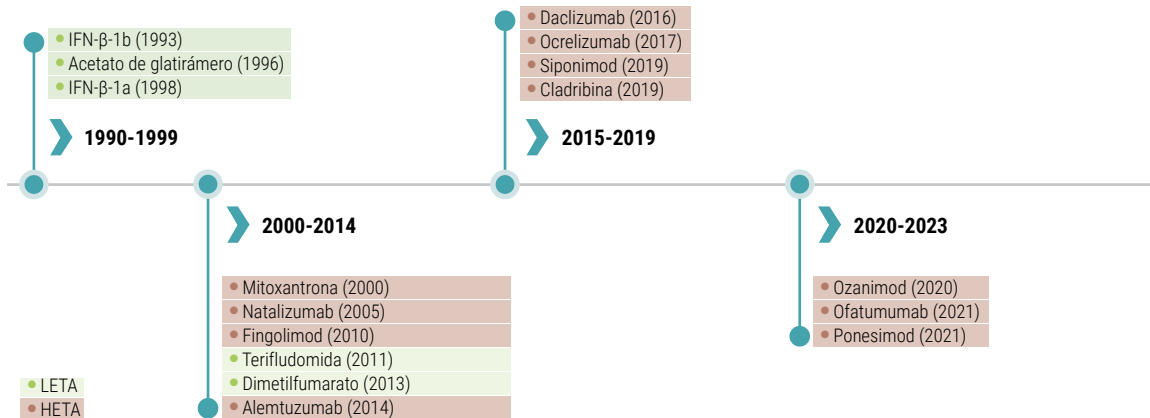 IFN-β-1b (1993)
Acetato de glatirámero (1996)
IFN-β-1a (1998)
1990-1999
Mitoxantrona (2000)
Natalizumab (2005)
Fingolimod (2010)
Terifludomida (2011)
Dimetilfumarato (2013)
Alemtuzumab (2014)
2000-2014
Daclizumab (2016)
Ocrelizumab (2017)
Siponimod (2019)
Cladribina (2019)
2015-2019
2020-2023
Ozanimod (2020)
Ofatumumab (2021)
Ponesimod (2021)
LETA
HETA